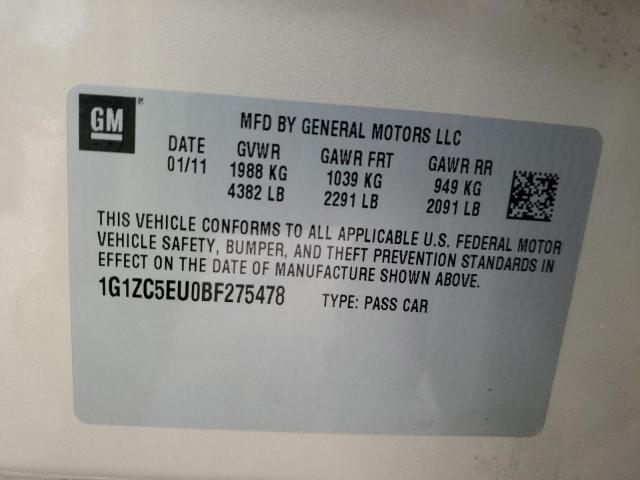 GM
MFD BY GENERAL MOTORS LLC
DATE GVWR GAWR FRT GAWR RR
01/11 1988 KG 1039 KG 949 KG
4382 LB 2291 LB 2091 LB
THIS VEHICLE CONFORMS TO ALL APPLICABLE U.S. FEDERAL MOTOR
VEHICLE SAFETY, BUMPER, AND THEFT PREVENTION STANDARDS IN
EFFECT ON THE DATE OF MANUFACTURE SHOWN ABOVE.
1G1ZC5EU0BF275478 TYPE: PASS CAR